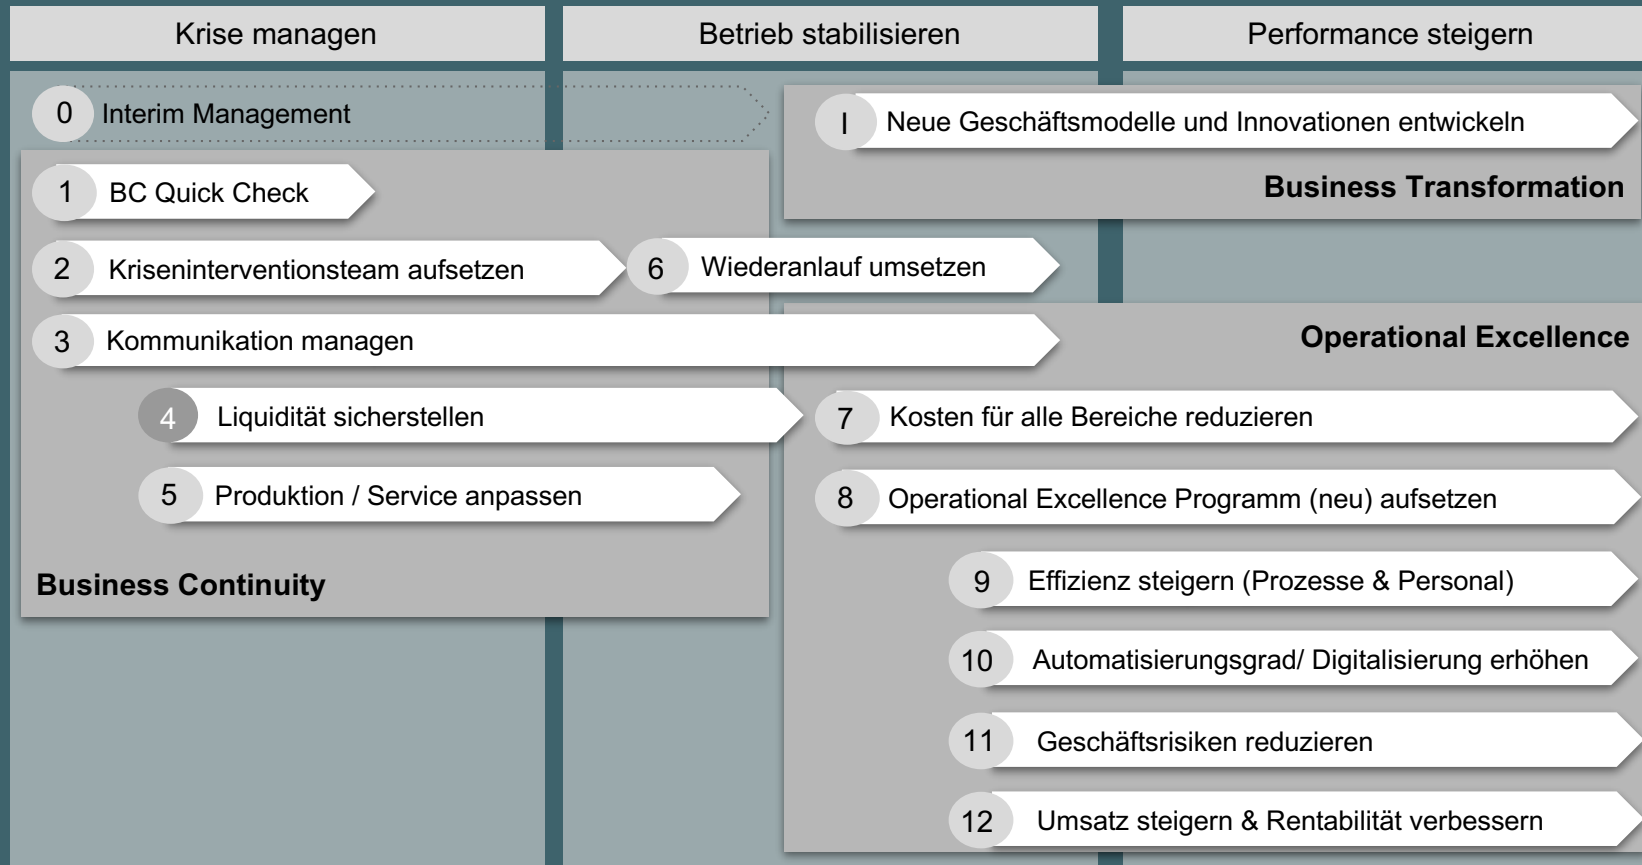 Krise managen
Betrieb stabilisieren
Performance steigern
0 Interim Management
I Neue Geschäftsmodelle und Innovationen entwickeln
Business Transformation
1 BC Quick Check
2 Kriseninterventionsteam aufsetzen
6 Wiederanlauf umsetzen
3 Kommunikation managen
Operational Excellence
4 Liquidität sicherstellen
7 Kosten für alle Bereiche reduzieren
5 Produktion / Service anpassen
8 Operational Excellence Programm (neu) aufsetzen
Business Continuity
9 Effizienz steigern (Prozesse & Personal)
10 Automatisierungsgrad/ Digitalisierung erhöhen
11 Geschäftsrisiken reduzieren
12 Umsatz steigern & Rentabilität verbessern